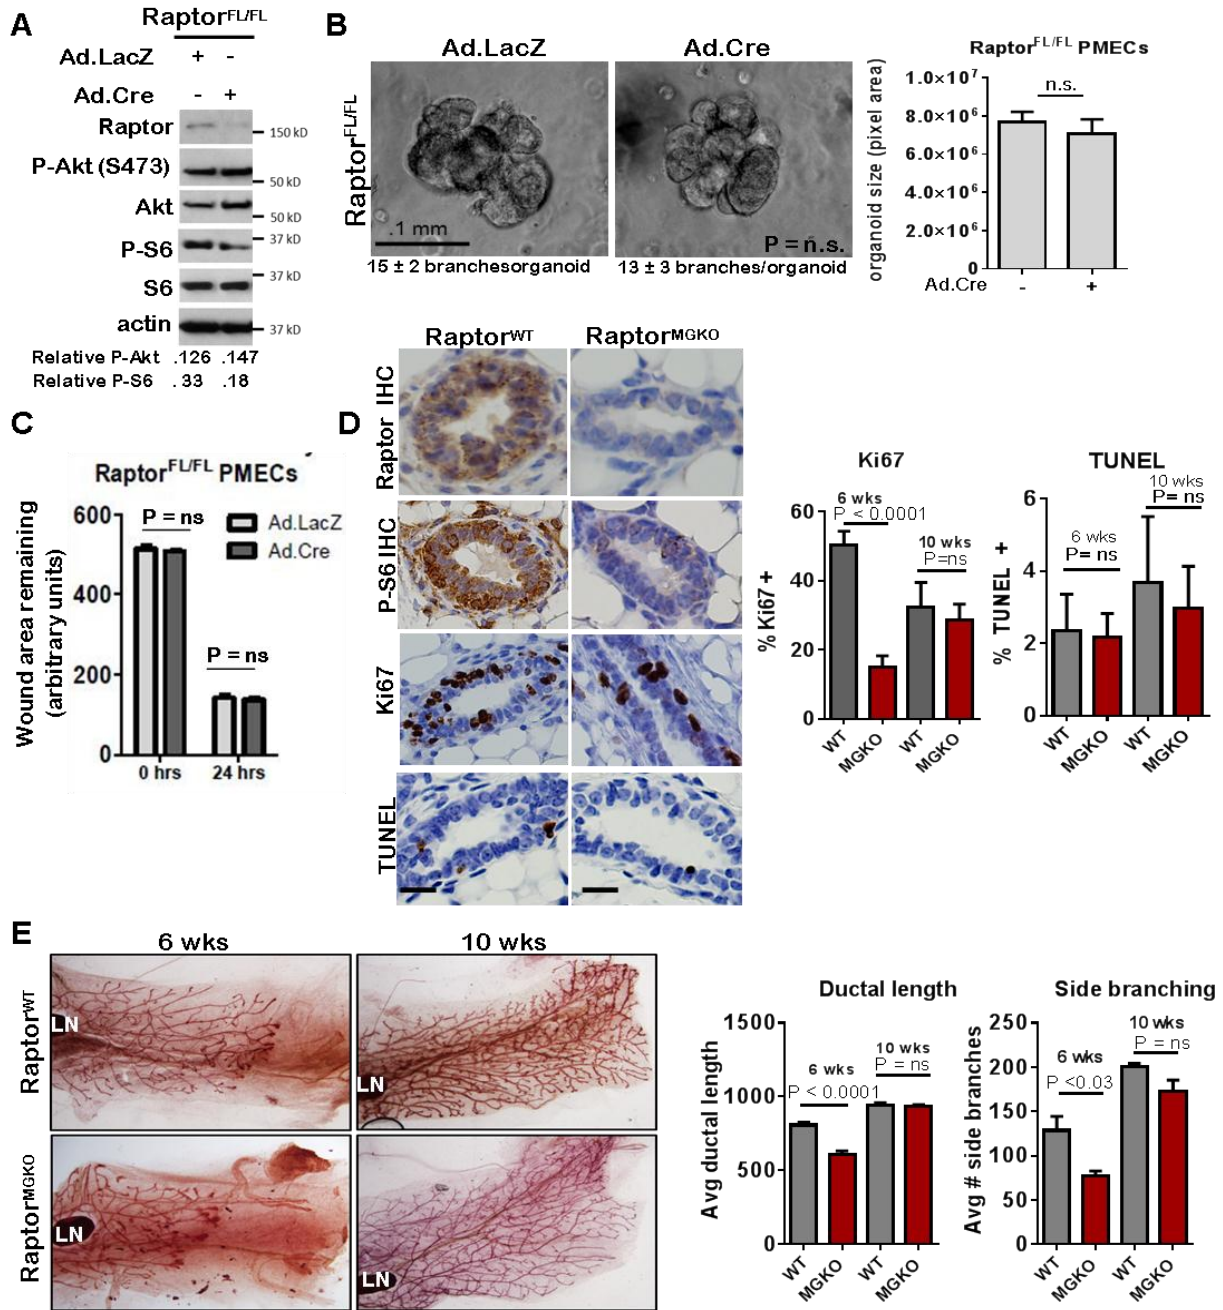 A
Raptor^FL/FL
Ad.LacZ + -
Ad.Cre - +
Raptor
150 kD
P-Akt (S473)
50 kD
Akt
50 kD
P-S6
37 kD
S6
37 kD
actin
37 kD
Relative P-Akt .126 .147
Relative P-S6 .33 .18
B
Ad.LacZ
Ad.Cre
Raptor^FL/FL
.1 mm
P = n.s.
15 ± 2 branchesorganoid
13 ± 3 branches/organoid
Raptor^FL/FL PMECs
organoid size (pixel area)
1.0×10^7
8.0×10^6
6.0×10^6
4.0×10^6
2.0×10^6
0
n.s.
Ad.Cre - +
C
Raptor^FL/FL PMECs
Wound area remaining
(arbitrary units)
600
400
200
0
P = ns
P = ns
Ad.LacZ
Ad.Cre
0 hrs
24 hrs
D
Raptor^WT
Raptor^MGKO
Raptor IHC
P-S6 IHC
Ki67
TUNEL
Ki67
% Ki67 +
60
40
20
0
6 wks
P < 0.0001
10 wks
P=ns
WT
MGKO
WT
MGKO
TUNEL
% TUNEL +
6
4
2
0
6 wks
P= ns
10 wks
P= ns
WT
MGKO
WT
MGKO
E
6 wks
10 wks
Raptor^WT
Raptor^MGKO
LN
LN
LN
LN
Ductal length
Avg ductal length
1500
1000
500
0
6 wks
P < 0.0001
10 wks
P = ns
WT
MGKO
WT
MGKO
Side branching
Avg # side branches
250
200
150
100
50
0
6 wks
P <0.03
10 wks
P = ns
WT
MGKO
WT
MGKO